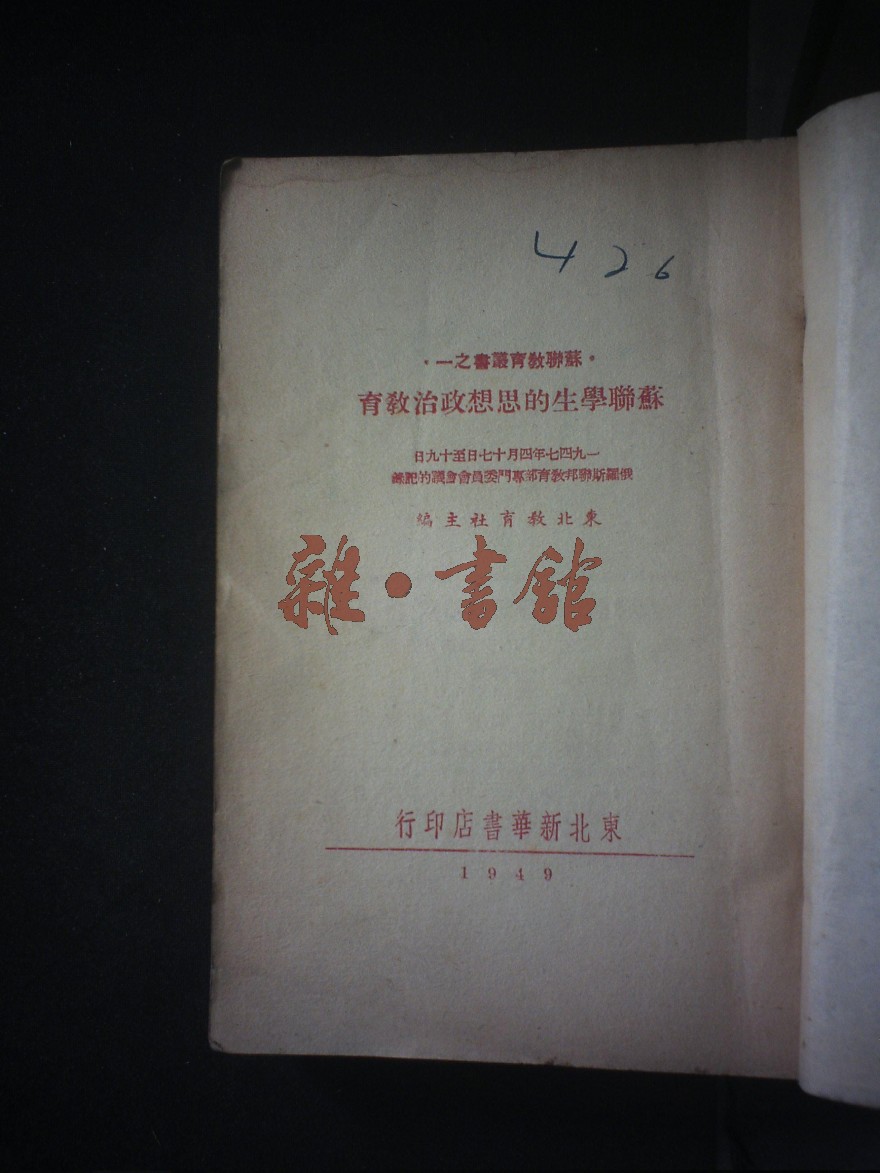 426
·蘇聯教育叢書之一·
蘇聯學生的思想政治教育
一九四七年四月十七日至十九日
俄羅斯聯邦教育部專門委員會會議的記錄
東北教育社主編
雜·書館
東北新華書店印行
1949